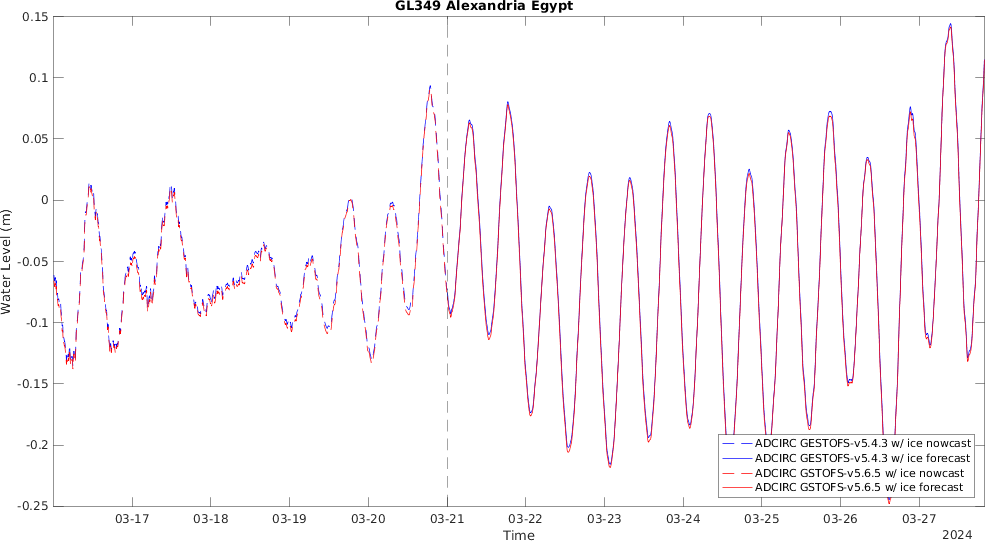 GL349 Alexandria Egypt
0.15
0.1
0.05
0
-0.05
-0.1
-0.15
-0.2
-0.25
Water Level (m)
03-17 03-18 03-19 03-20 03-21 03-22 03-23 03-24 03-25 03-26 03-27
Time
2024
ADCIRC GESTOFS-v5.4.3 w/ ice nowcast
ADCIRC GESTOFS-v5.4.3 w/ ice forecast
ADCIRC GSTOFS-v5.6.5 w/ ice nowcast
ADCIRC GSTOFS-v5.6.5 w/ ice forecast